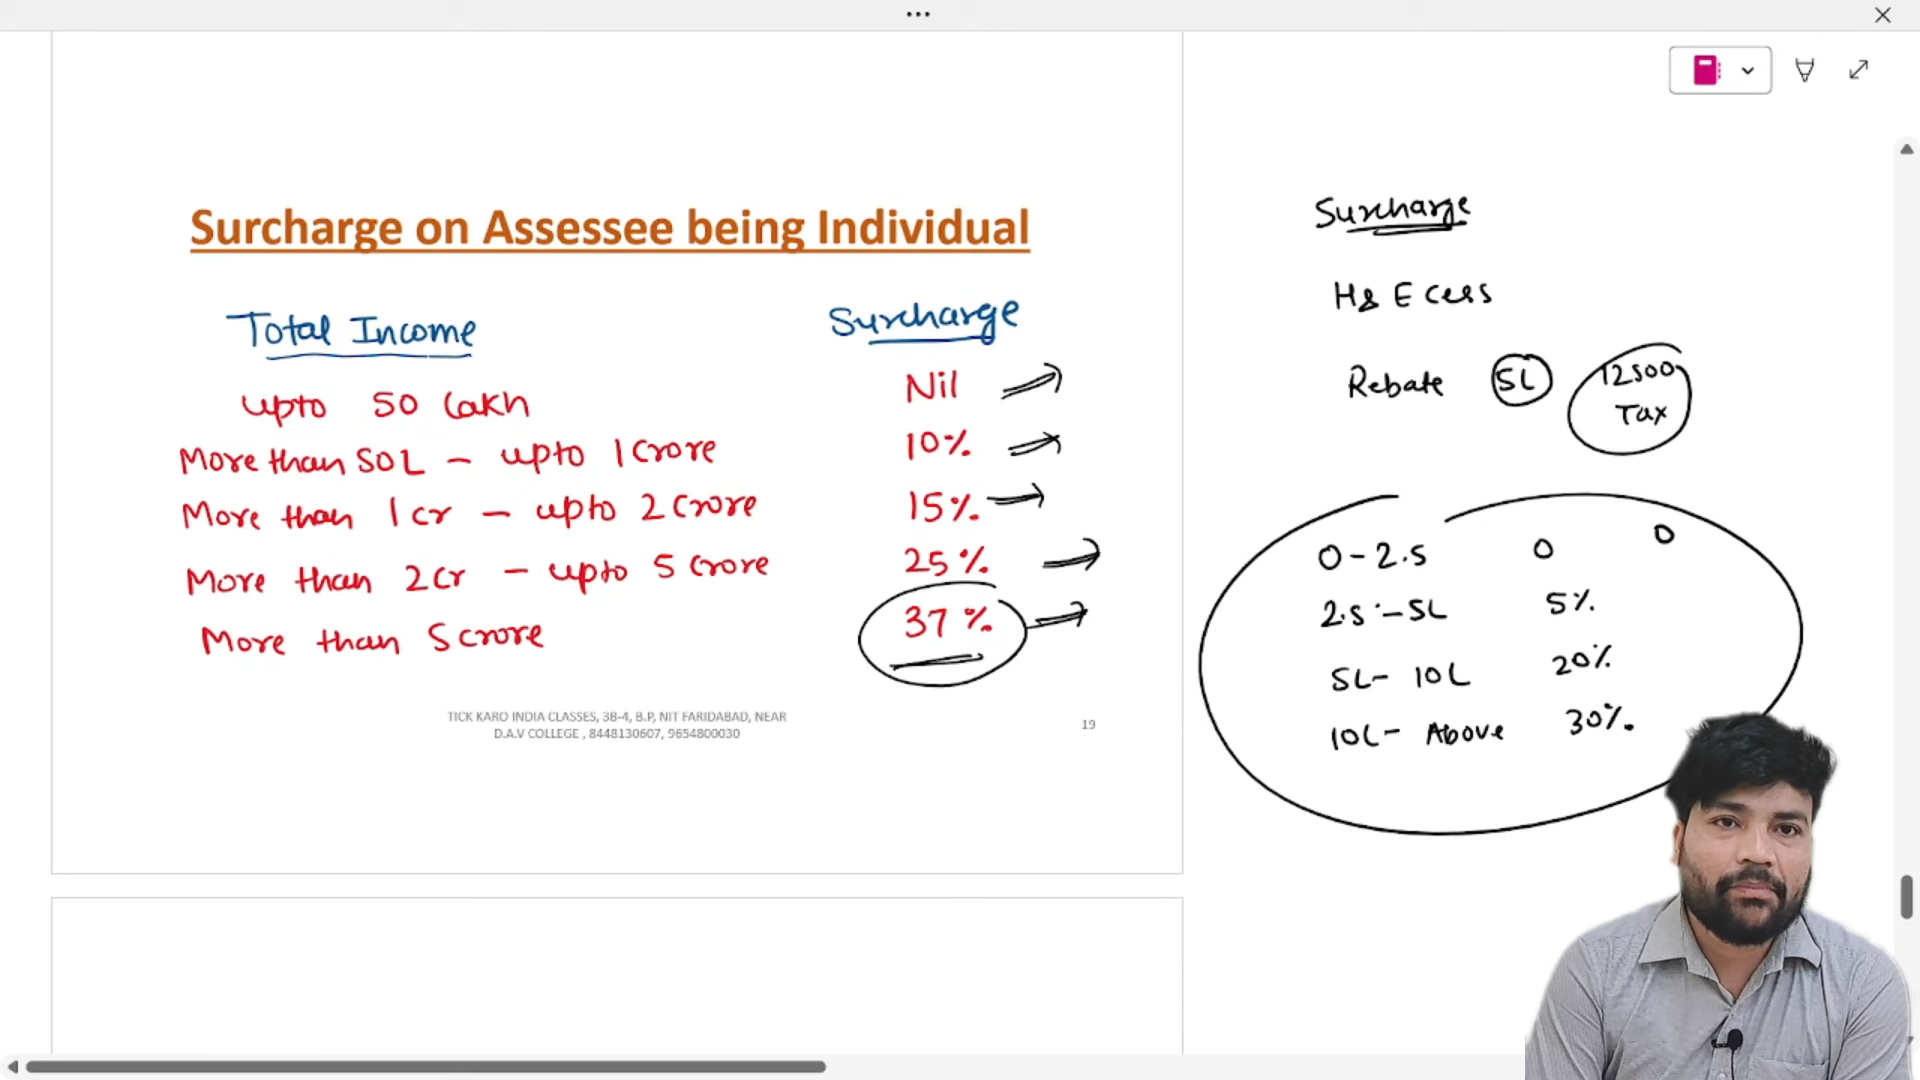 Surcharge on Assessee being Individual
Total Income Surcharge
upto 50 Lakh Nil
More than 50L - upto 1 Crore 10%
More than 1 cr - upto 2 Crore 15%
More than 2 Cr - upto 5 Crore 25%
More than 5 crore 37%
TICK KARO INDIA CLASSES, 3B-4, B.P, NIT FARIDABAD, NEAR
D.A.V COLLEGE , 8448130607, 9654800030
19
Surcharge
H & E Cess
Rebate 5L 12500
Tax
0 - 2.5 0 0
2.5 - 5L 5%
5L - 10L 20%
10L - Above 30%